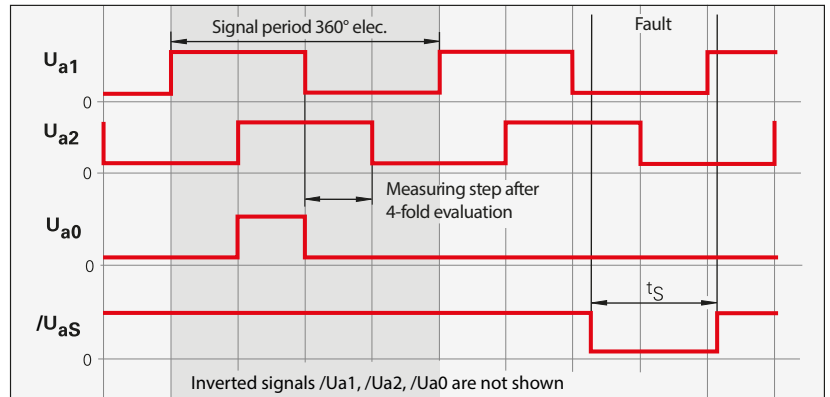 Signal period 360° elec.
Fault
Ua1
0
Ua2
0
Measuring step after
4-fold evaluation
Ua0
0
tS
/UaS
0
Inverted signals /Ua1, /Ua2, /Ua0 are not shown